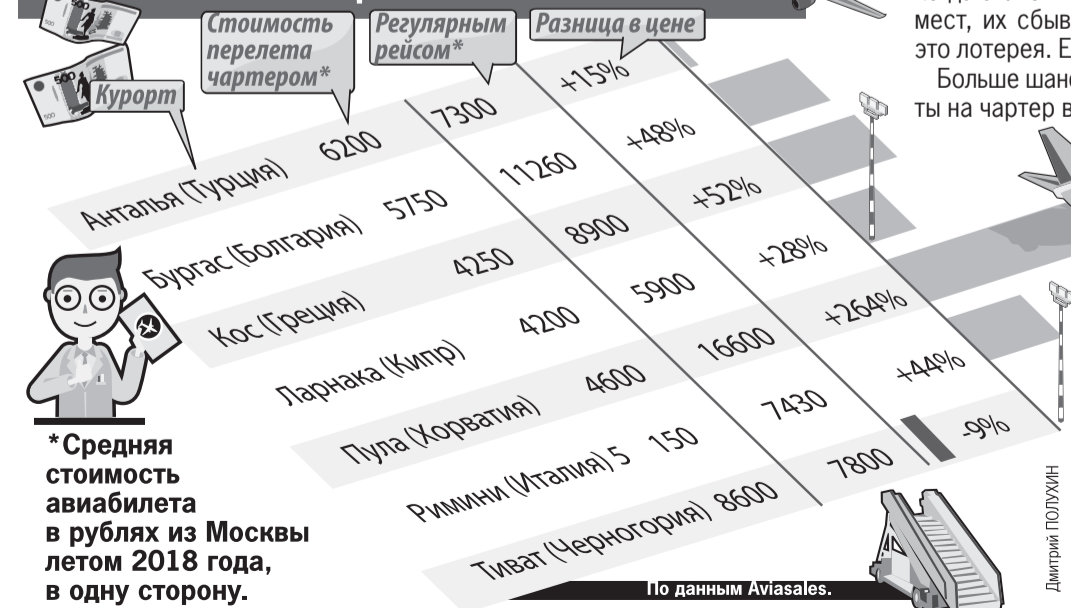 Курорт
Стоимость
перелета
чартером*
Регулярным
рейсом*
Разница в цене
Анталья (Турция) 6200 7300 +15%
Бургас (Болгария) 5750 11260 +48%
Кос (Греция) 4250 8900 +52%
Ларнака (Кипр) 4200 5900 +28%
Пула (Хорватия) 4600 16600 +264%
Римини (Италия) 5 150 7430 +44%
Тиват (Черногория) 8600 7800 -9%
*Средняя
стоимость
авиабилета
в рублях из Москвы
летом 2018 года,
в одну сторону.
По данным Aviasales.
Дмитрий ПОЛУХИН
мест, их сбыв
это лотерея. Е
Больше шанс
ты на чартер в
500
500